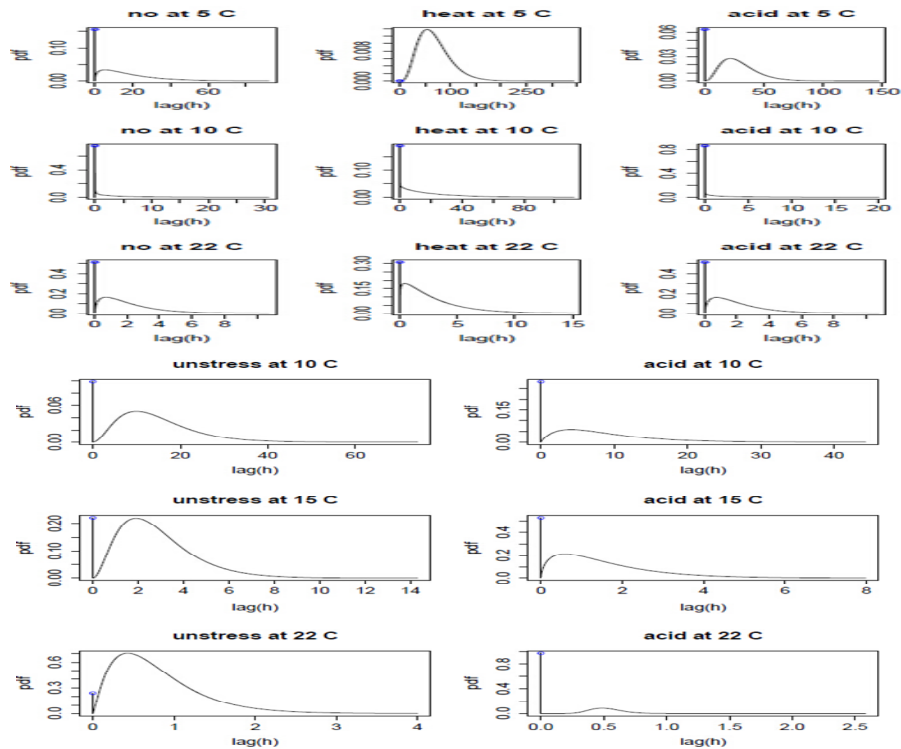 no at 5 C
pdf
0.00 0.10
0 20 60
lag(h)
heat at 5 C
pdf
0.000 0.008
0 100 250
lag(h)
acid at 5 C
pdf
0.00 0.03 0.06
0 50 100 150
lag(h)
no at 10 C
pdf
0.0 0.4
0 10 20 30
lag(h)
heat at 10 C
pdf
0.00 0.10
0 40 80
lag(h)
acid at 10 C
pdf
0.0 0.4 0.8
0 5 10 15 20
lag(h)
no at 22 C
pdf
0.0 0.2 0.4
0 2 4 6 8
lag(h)
heat at 22 C
pdf
0.00 0.15 0.30
0 5 10 15
lag(h)
acid at 22 C
pdf
0.0 0.2 0.4
0 2 4 6 8
lag(h)
unstress at 10 C
pdf
0.00 0.06
0 20 40 60
lag(h)
acid at 10 C
pdf
0.00 0.15
0 10 20 30 40
lag(h)
unstress at 15 C
pdf
0.00 0.10 0.20
0 2 4 6 8 10 12 14
lag(h)
acid at 15 C
pdf
0.0 0.2 0.4
0 2 4 6 8
lag(h)
unstress at 22 C
pdf
0.0 0.3 0.6
0 1 2 3 4
lag(h)
acid at 22 C
pdf
0.0 0.4 0.8
0.0 0.5 1.0 1.5 2.0 2.5
lag(h)